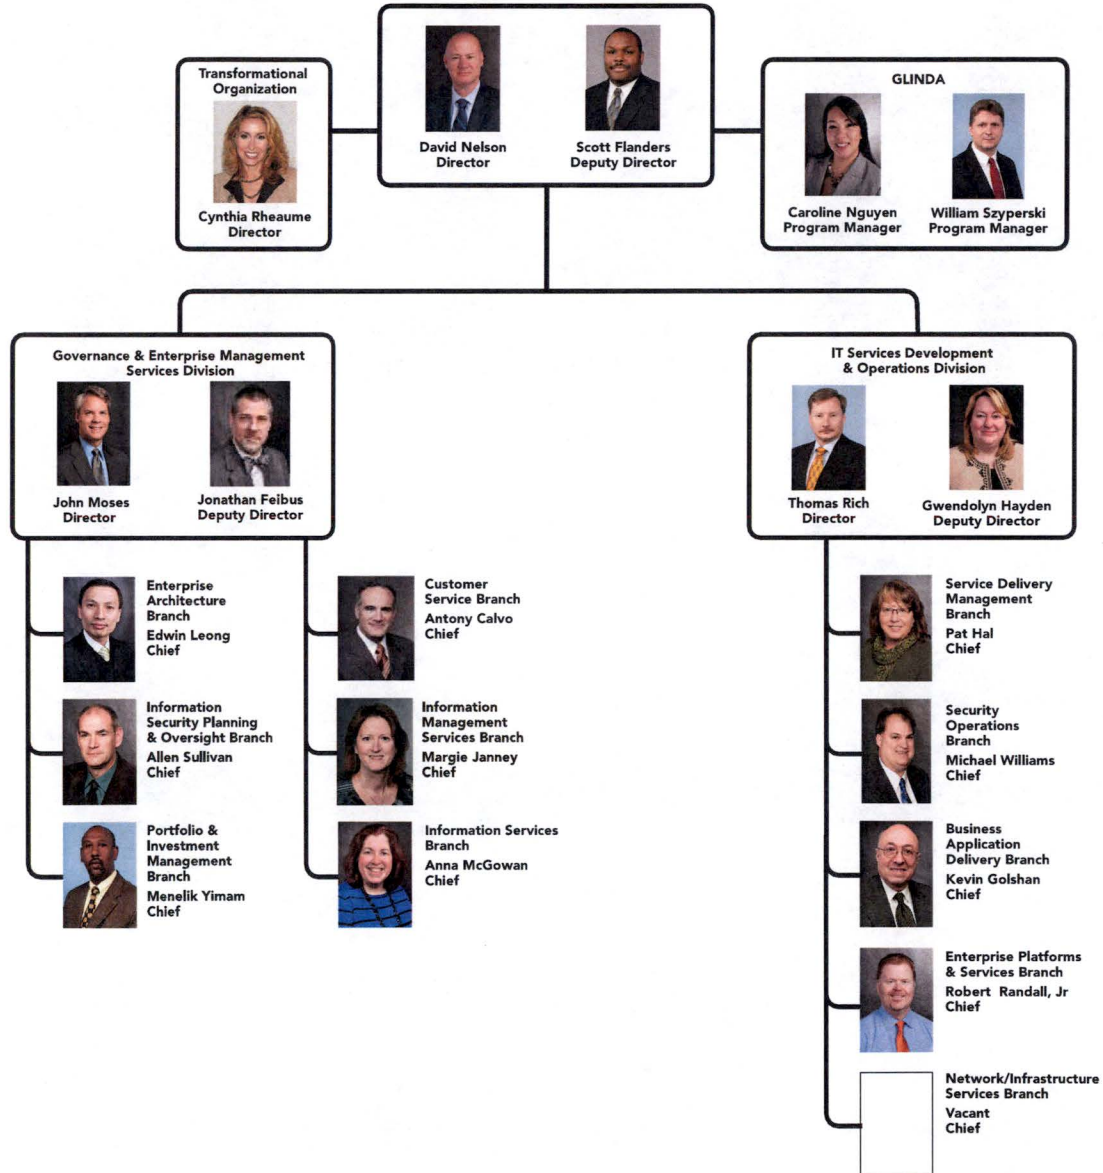 Transformational
Organization
Cynthia Rheaume
Director
David Nelson
Director
Scott Flanders
Deputy Director
GLINDA
Caroline Nguyen
Program Manager
William Szyperski
Program Manager
Governance & Enterprise Management
Services Division
John Moses
Director
Jonathan Feibus
Deputy Director
IT Services Development
& Operations Division
Thomas Rich
Director
Gwendolyn Hayden
Deputy Director
Enterprise
Architecture
Branch
Edwin Leong
Chief
Information
Security Planning
& Oversight Branch
Allen Sullivan
Chief
Portfolio &
Investment
Management
Branch
Menelik Yimam
Chief
Customer
Service Branch
Antony Calvo
Chief
Information
Management
Services Branch
Margie Janney
Chief
Information Services
Branch
Anna McGowan
Chief
Service Delivery
Management
Branch
Pat Hal
Chief
Security
Operations
Branch
Michael Williams
Chief
Business
Application
Delivery Branch
Kevin Golshan
Chief
Enterprise Platforms
& Services Branch
Robert Randall, Jr
Chief
Network/Infrastructure
Services Branch
Vacant
Chief